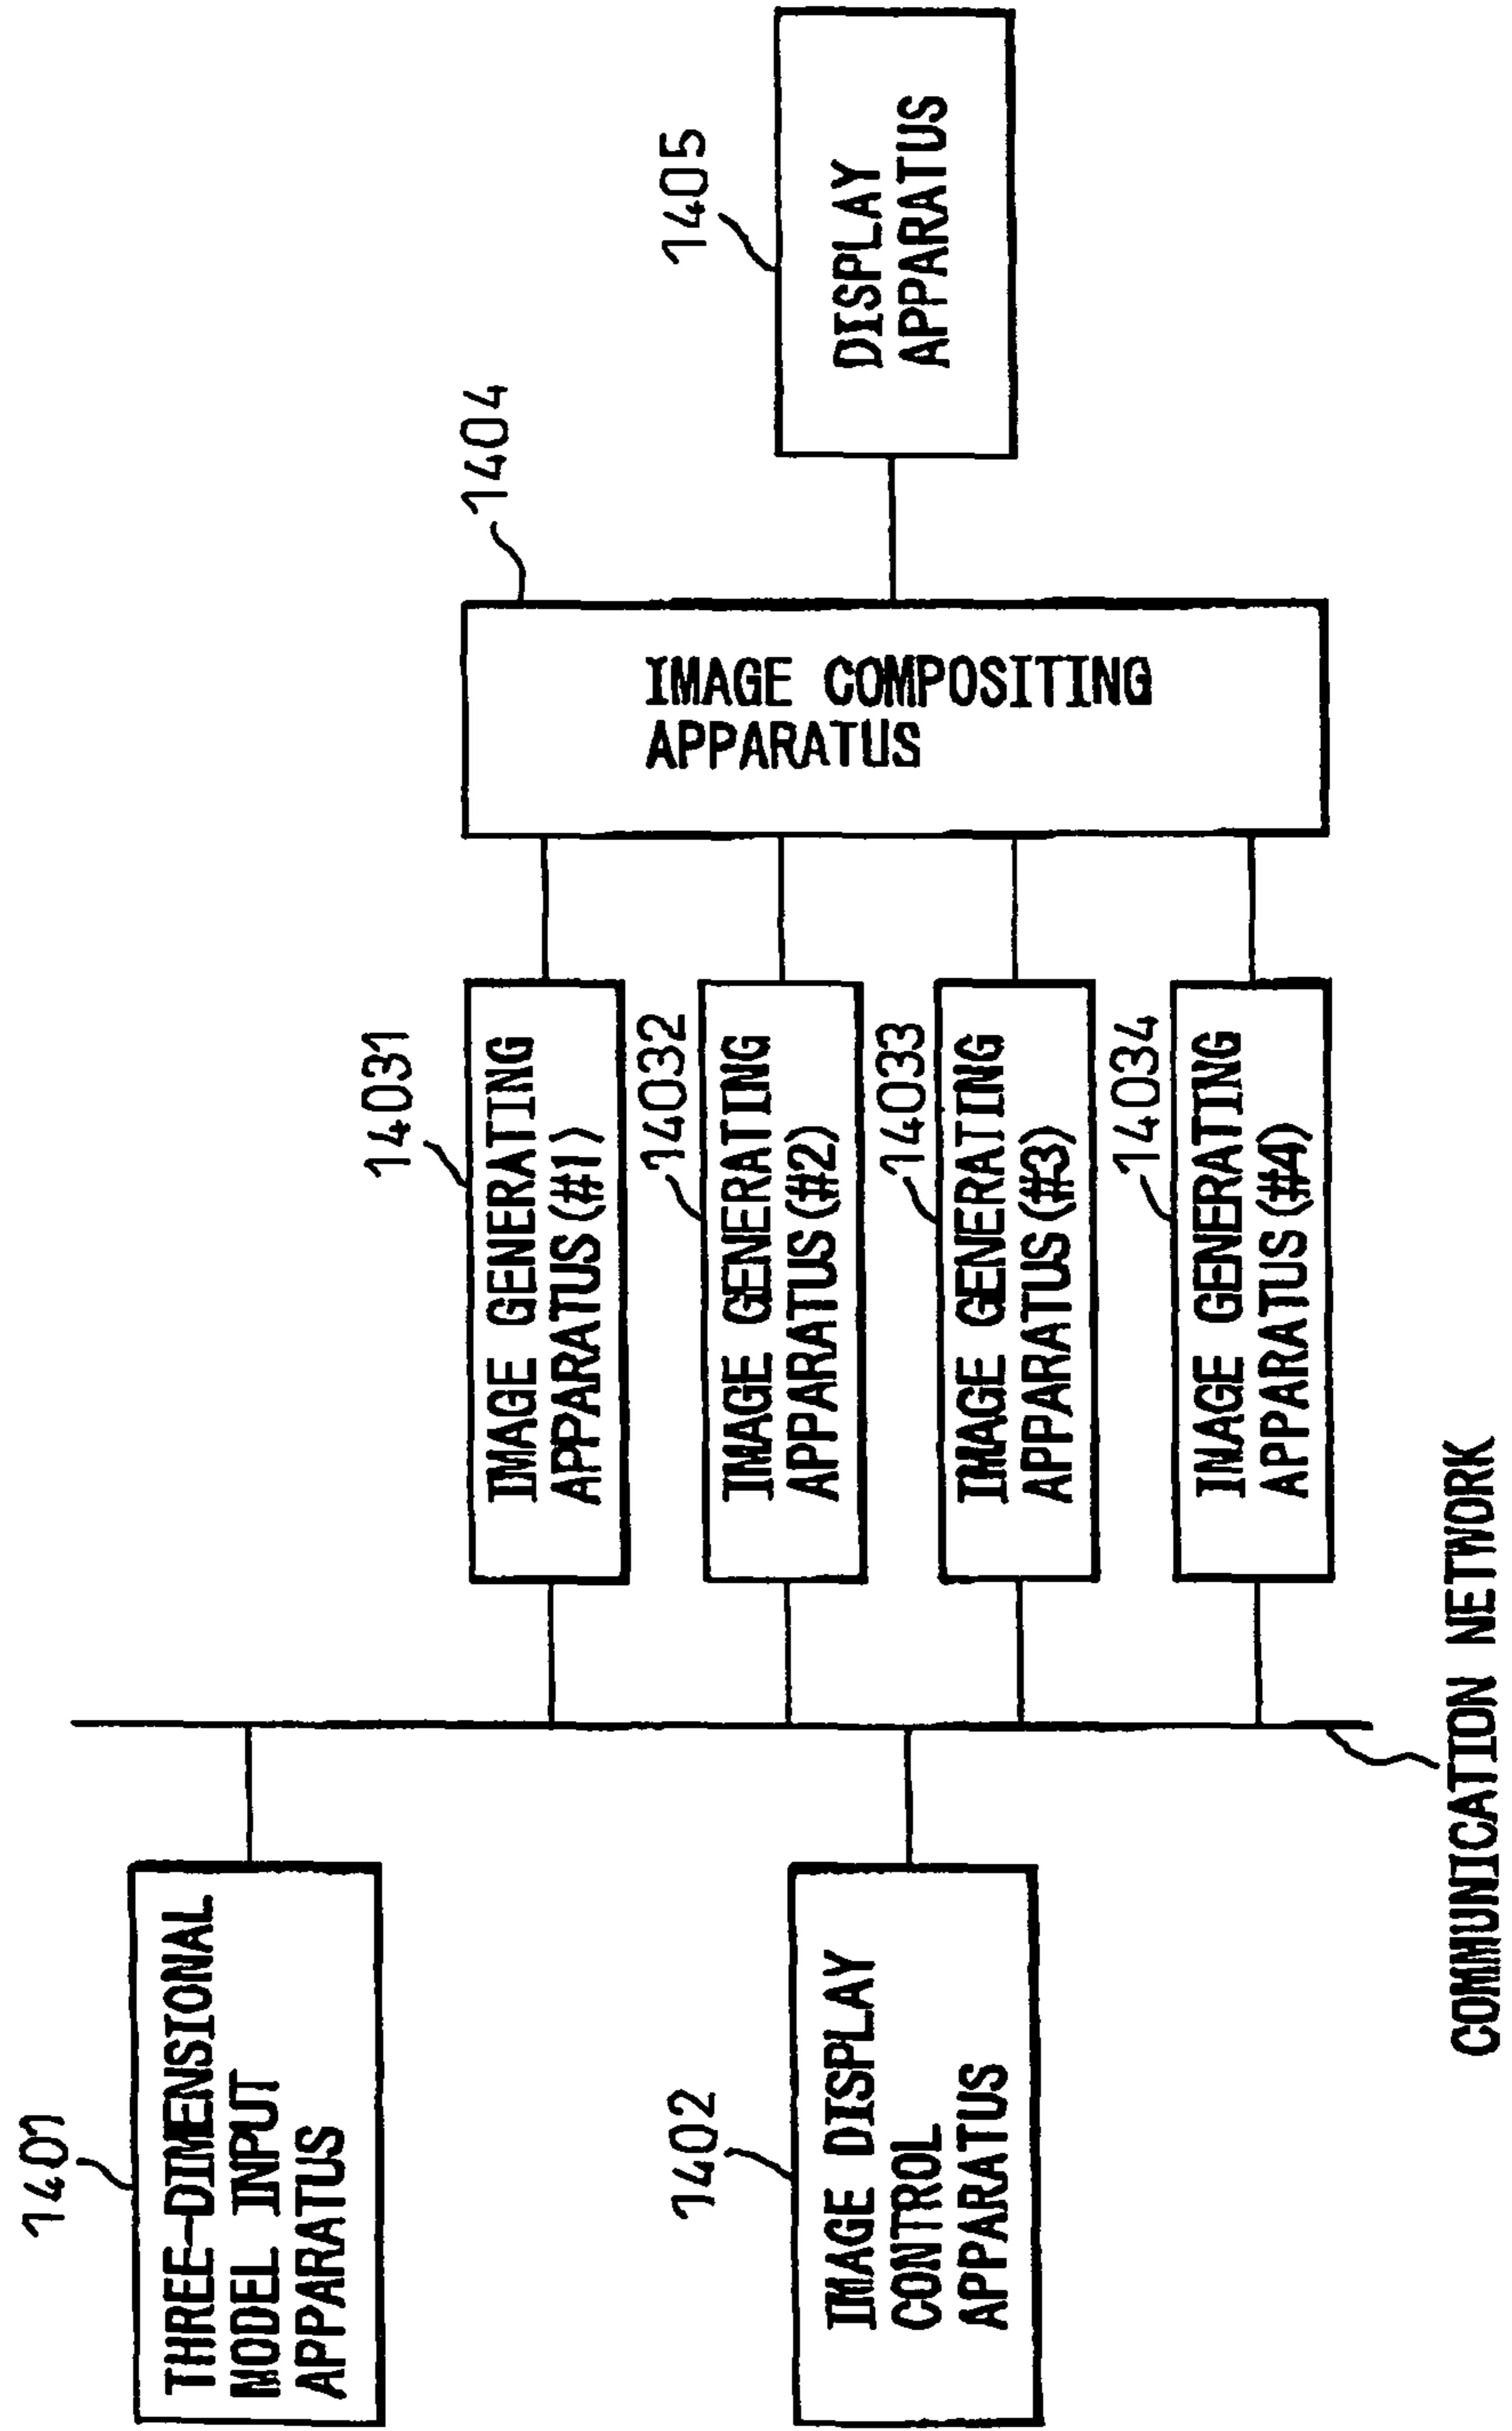 1401
THREE-DIMENSIONAL
MODEL INPUT
APPARATUS
1402
IMAGE DISPLAY
CONTROL
APPARATUS
COMMUNICATION NETWORK
14031
IMAGE GENERATING
APPARATUS(#1)
14032
IMAGE GENERATING
APPARATUS(#2)
14033
IMAGE GENERATING
APPARATUS(#3)
14034
IMAGE GENERATING
APPARATUS(#4)
1404
IMAGE COMPOSITING
APPARATUS
1405
DISPLAY
APPARATUS